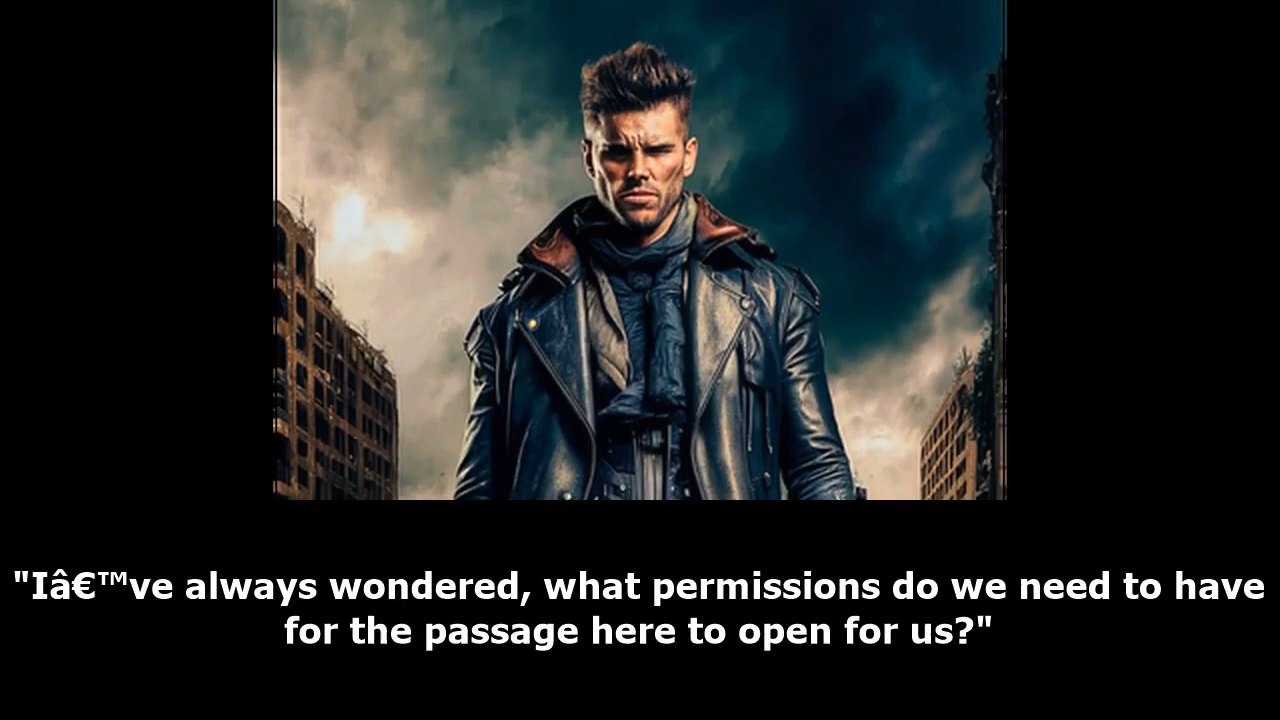 "Iâ€™ve always wondered, what permissions do we need to have
for the passage here to open for us?"